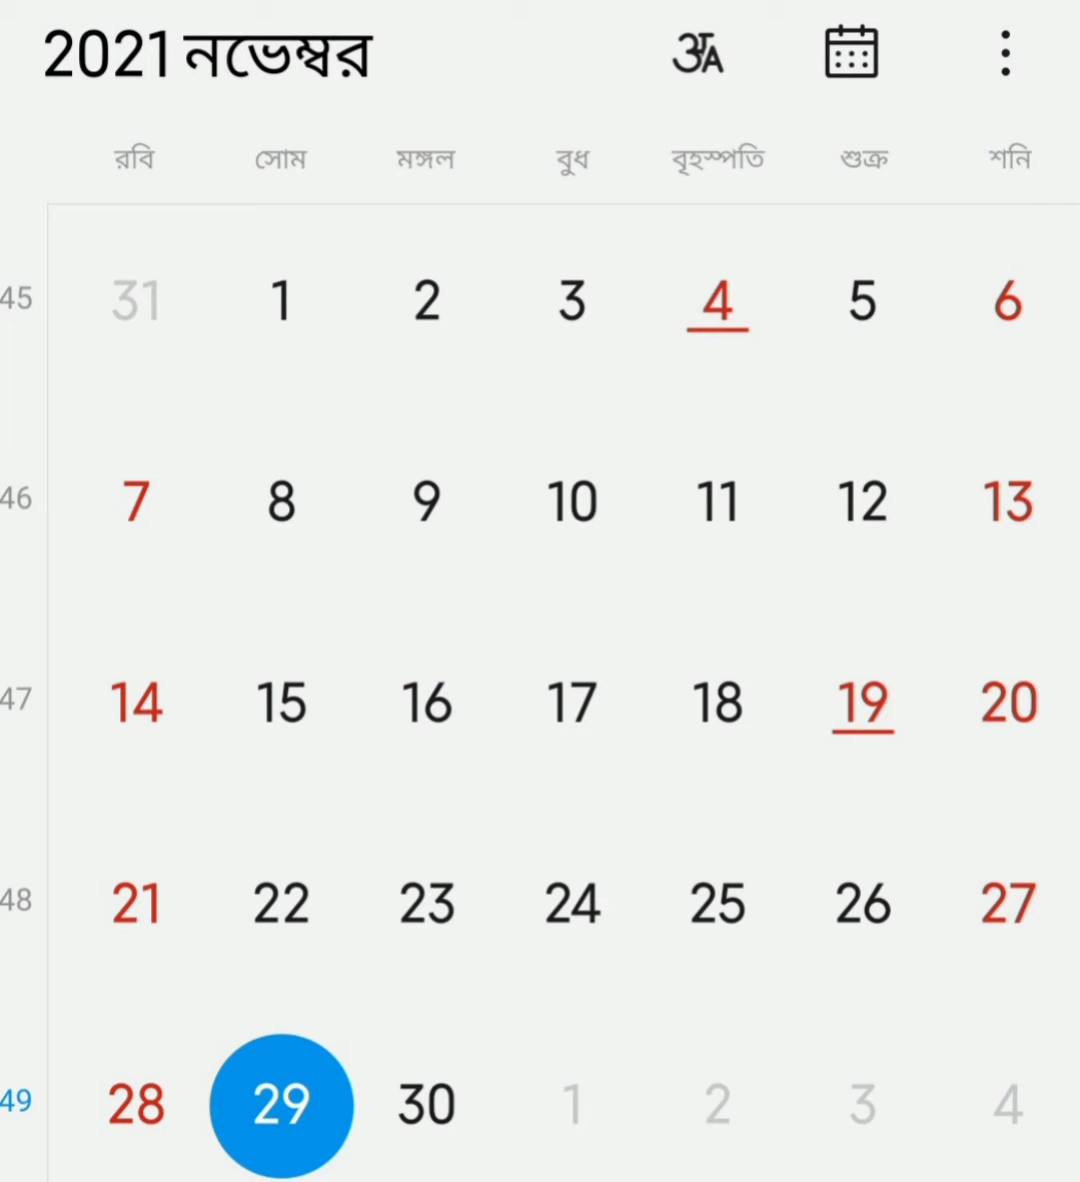 2021 নভেম্বর অA
রবি সোম মঙ্গল বুধ বৃহস্পতি শুক্র শনি
45 31 1 2 3 4 5 6
46 7 8 9 10 11 12 13
47 14 15 16 17 18 19 20
48 21 22 23 24 25 26 27
49 28 29 30 1 2 3 4